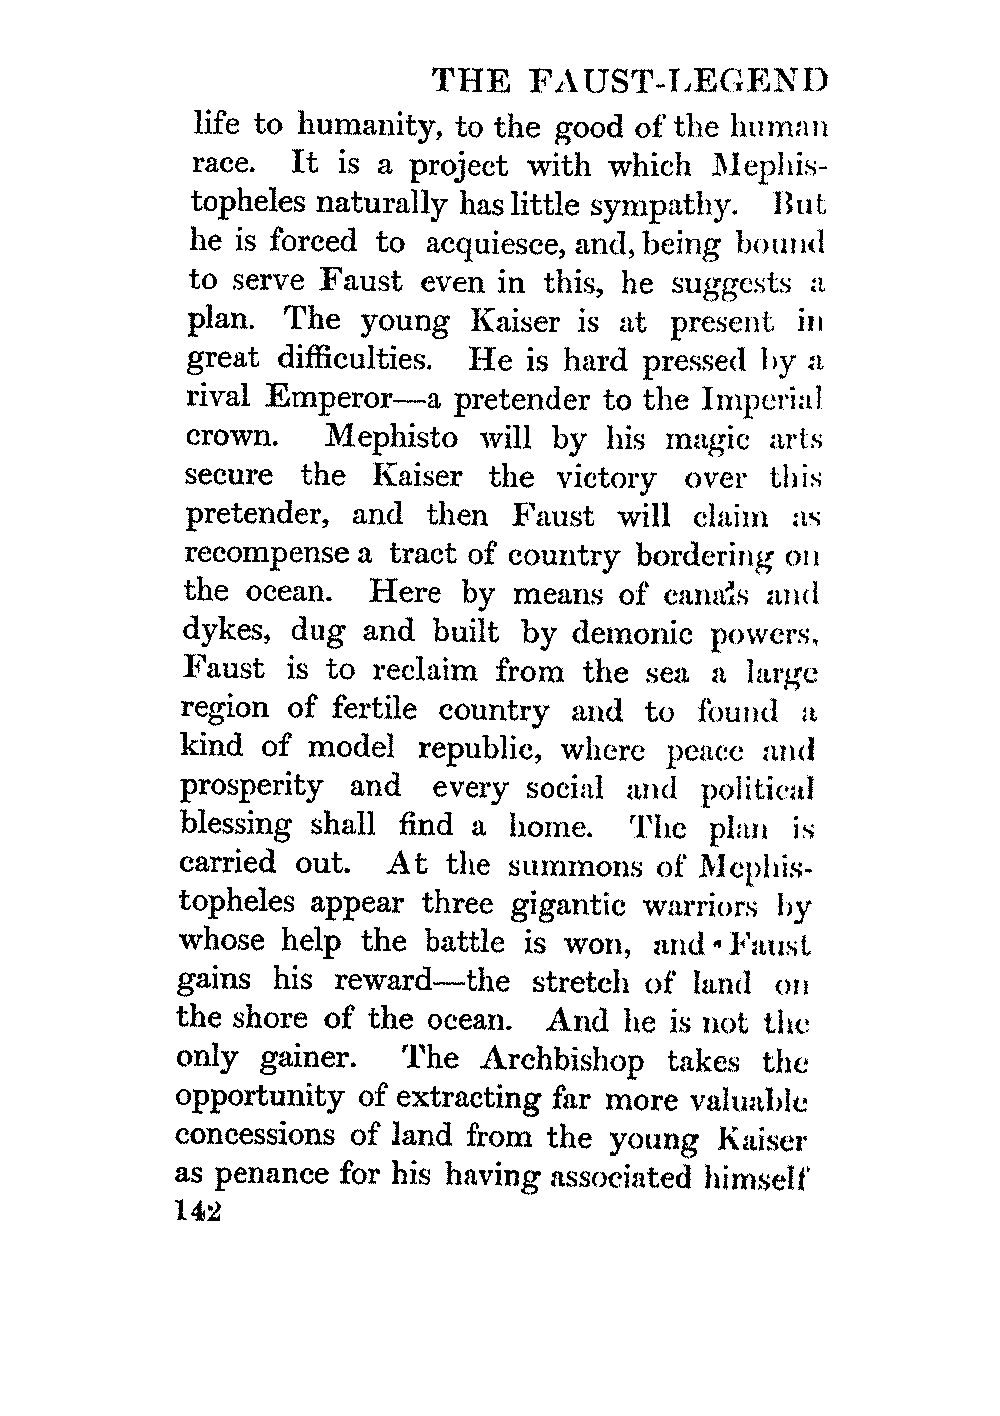 THE FAUST-LEGEND
life to humanity, to the good of the human
race. It is a project with which Mephis-
topheles naturally has little sympathy. But
he is forced to acquiesce, and, being bound
to serve Faust even in this, he suggests a
plan. The young Kaiser is at present in
great difficulties. He is hard pressed by a
rival Emperor—a pretender to the Imperial
crown. Mephisto will by his magic arts
secure the Kaiser the victory over this
pretender, and then Faust will claim as
recompense a tract of country bordering on
the ocean. Here by means of canals and
dykes, dug and built by demonic powers,
Faust is to reclaim from the sea a large
region of fertile country and to found a
kind of model republic, where peace and
prosperity and every social and political
blessing shall find a home. The plan is
carried out. At the summons of Mephis-
topheles appear three gigantic warriors by
whose help the battle is won, and Faust
gains his reward—the stretch of land on
the shore of the ocean. And he is not the
only gainer. The Archbishop takes the
opportunity of extracting far more valuable
concessions of land from the young Kaiser
as penance for his having associated himself
142